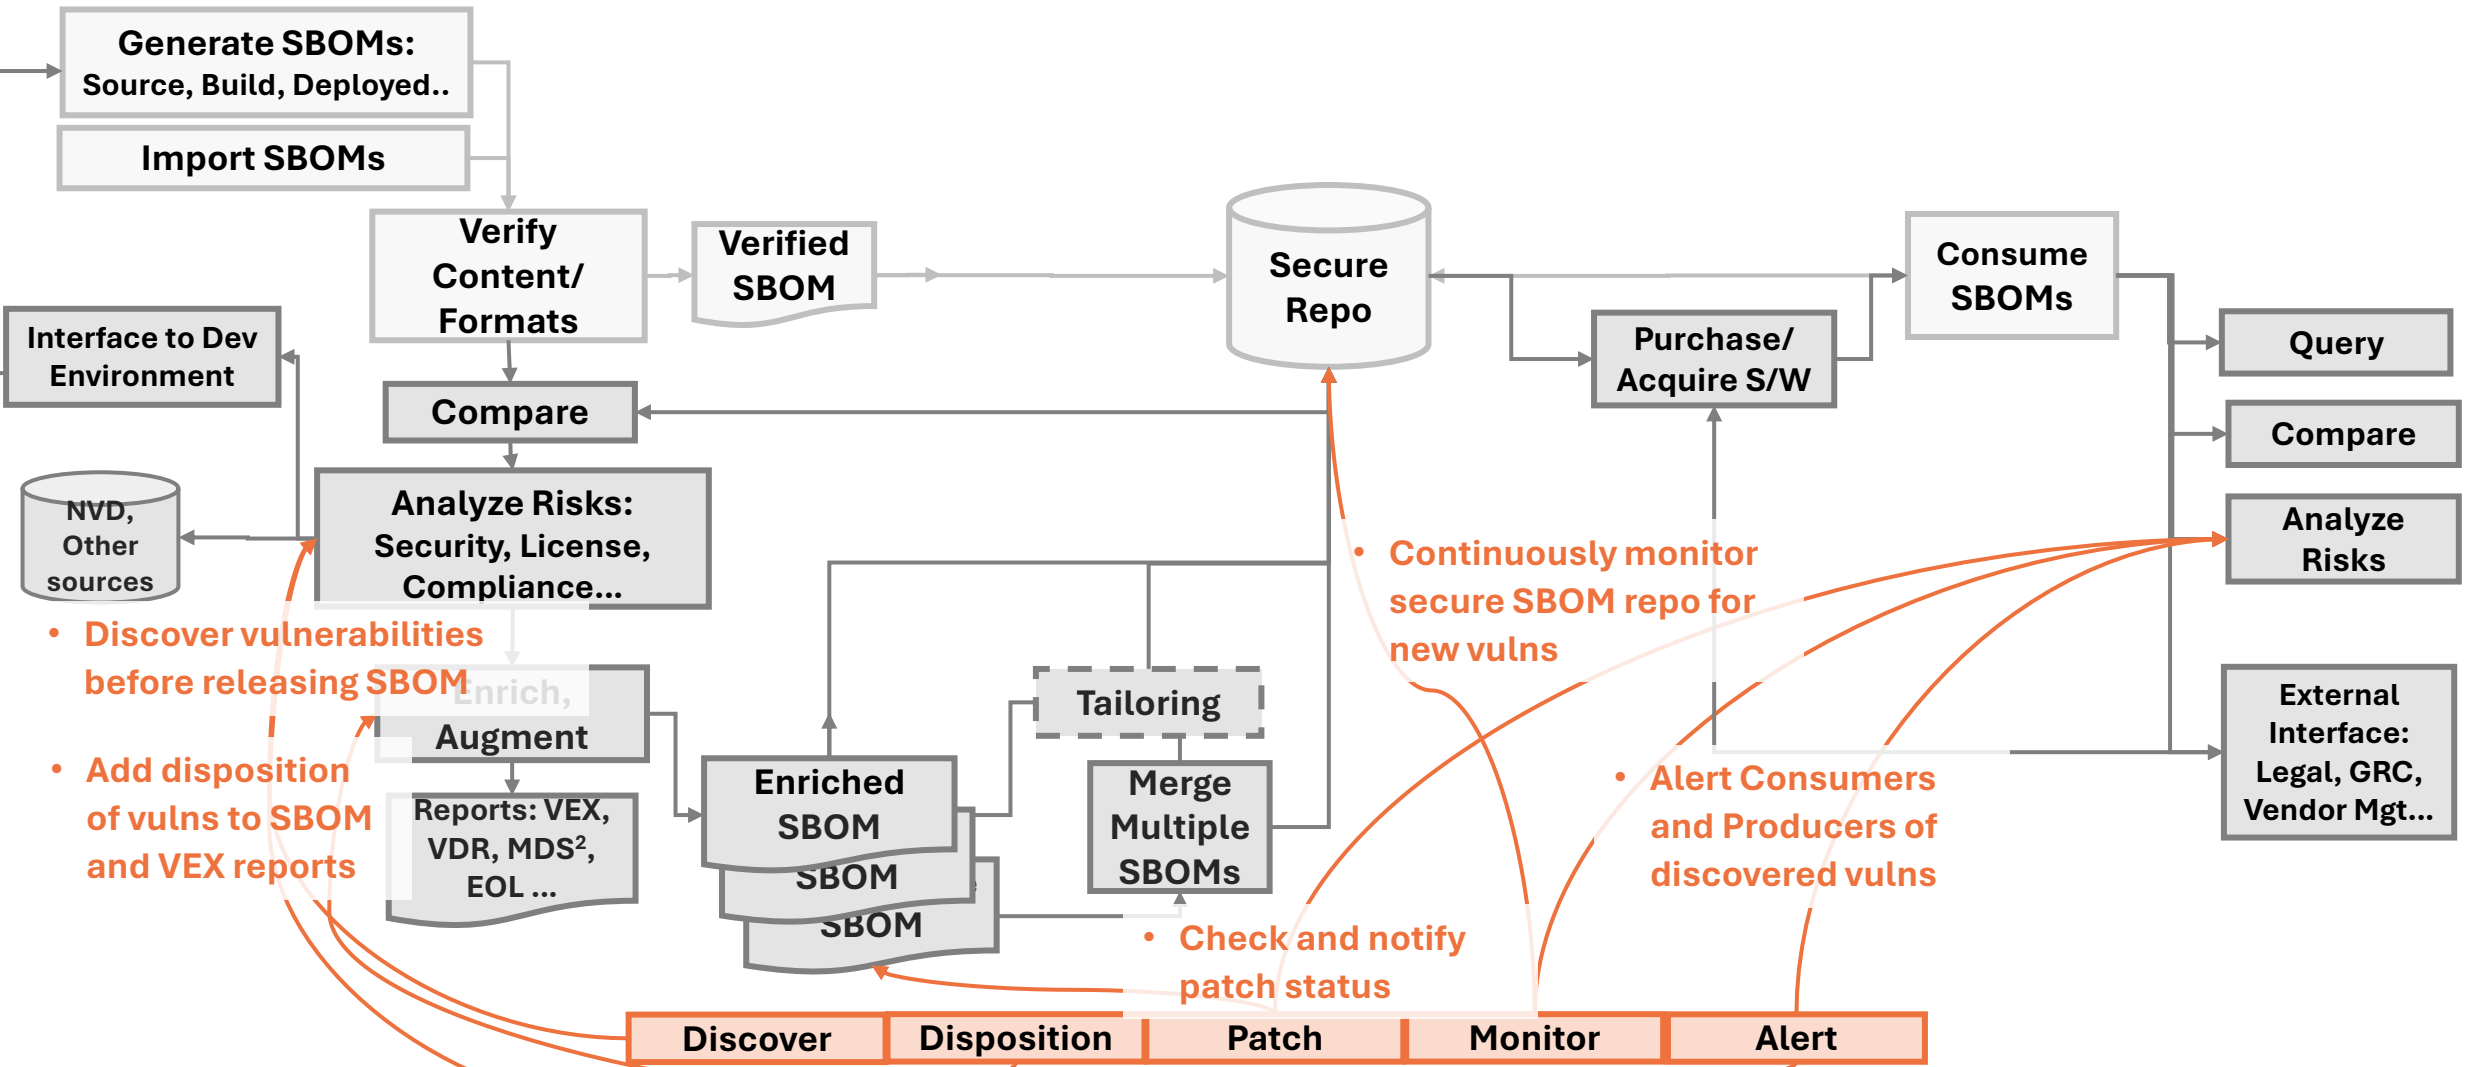 Generate SBOMs:
Source, Build, Deployed..
Import SBOMs
Verify
Content/
Formats
Verified
SBOM
Secure
Repo
Consume
SBOMs
Interface to Dev
Environment
Purchase/
Acquire S/W
Query
Compare
Compare
NVD,
Other
sources
Analyze Risks:
Security, License,
Compliance...
Analyze
Risks
• Continuously monitor
secure SBOM repo for
new vulns
• Discover vulnerabilities
before releasing SBOM
Enrich,
Augment
Tailoring
External
Interface:
Legal, GRC,
Vendor Mgt...
• Add disposition
of vulns to SBOM
and VEX reports
Reports: VEX,
VDR, MDS²,
EOL ...
Enriched
SBOM
SBOM
SBOM
Merge
Multiple
SBOMs
• Alert Consumers
and Producers of
discovered vulns
• Check and notify
patch status
Discover
Disposition
Patch
Monitor
Alert